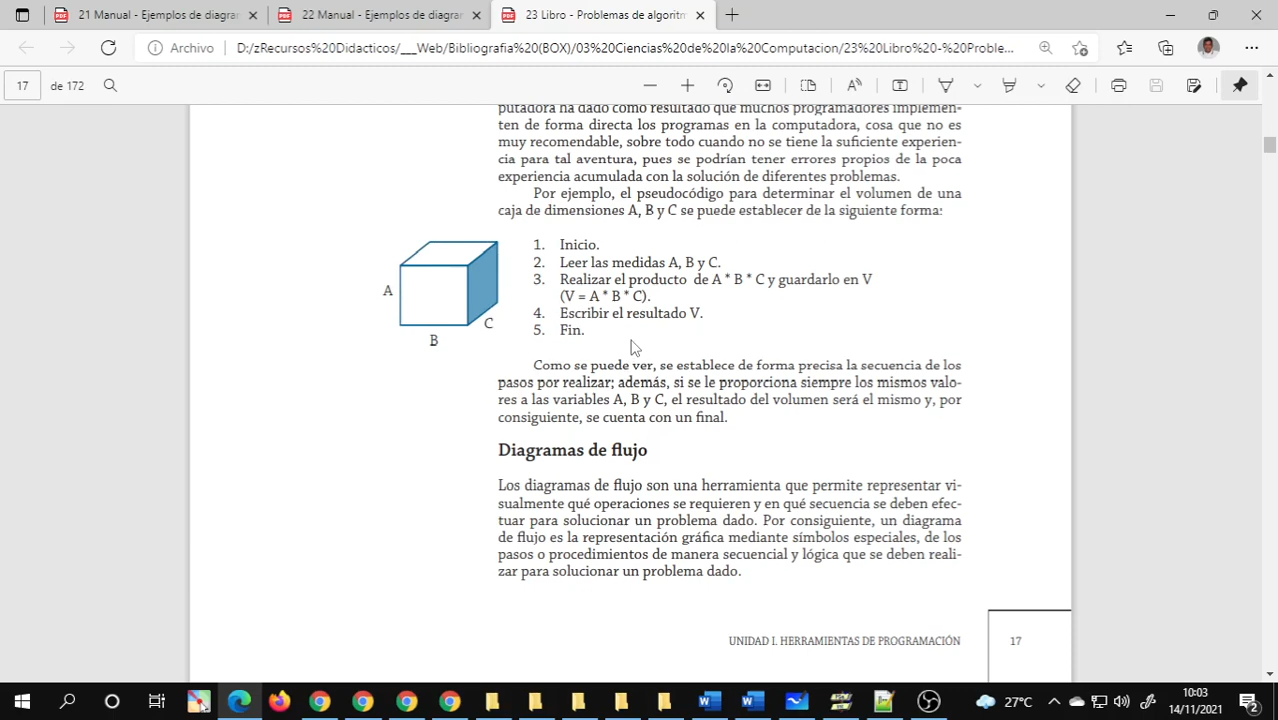 21 Manual - Ejemplos de diagra
22 Manual - Ejemplos de diagra
23 Libro - Problemas de algoritm
Archivo
D:/zRecursos%20Didacticos/___Web/Bibliografia%20(BOX)/03%20Ciencias%20de%20la%20Computacion/23%20Libro%20-%20Proble...
17
de 172
putadora ha dado como resultado que muchos programadores implemen-
ten de forma directa los programas en la computadora, cosa que no es
muy recomendable, sobre todo cuando no se tiene la suficiente experien-
cia para tal aventura, pues se podrían tener errores propios de la poca
experiencia acumulada con la solución de diferentes problemas.
Por ejemplo, el pseudocódigo para determinar el volumen de una
caja de dimensiones A, B y C se puede establecer de la siguiente forma:
A
B
C
1. Inicio.
2. Leer las medidas A, B y C.
3. Realizar el producto de A * B * C y guardarlo en V
(V = A * B * C).
4. Escribir el resultado V.
5. Fin.
Como se puede ver, se establece de forma precisa la secuencia de los
pasos por realizar; además, si se le proporciona siempre los mismos valo-
res a las variables A, B y C, el resultado del volumen será el mismo y, por
consiguiente, se cuenta con un final.
Diagramas de flujo
Los diagramas de flujo son una herramienta que permite representar vi-
sualmente qué operaciones se requieren y en qué secuencia se deben efec-
tuar para solucionar un problema dado. Por consiguiente, un diagrama
de flujo es la representación gráfica mediante símbolos especiales, de los
pasos o procedimientos de manera secuencial y lógica que se deben reali-
zar para solucionar un problema dado.
UNIDAD I. HERRAMIENTAS DE PROGRAMACIÓN
17
27°C
10:03
14/11/2021
2